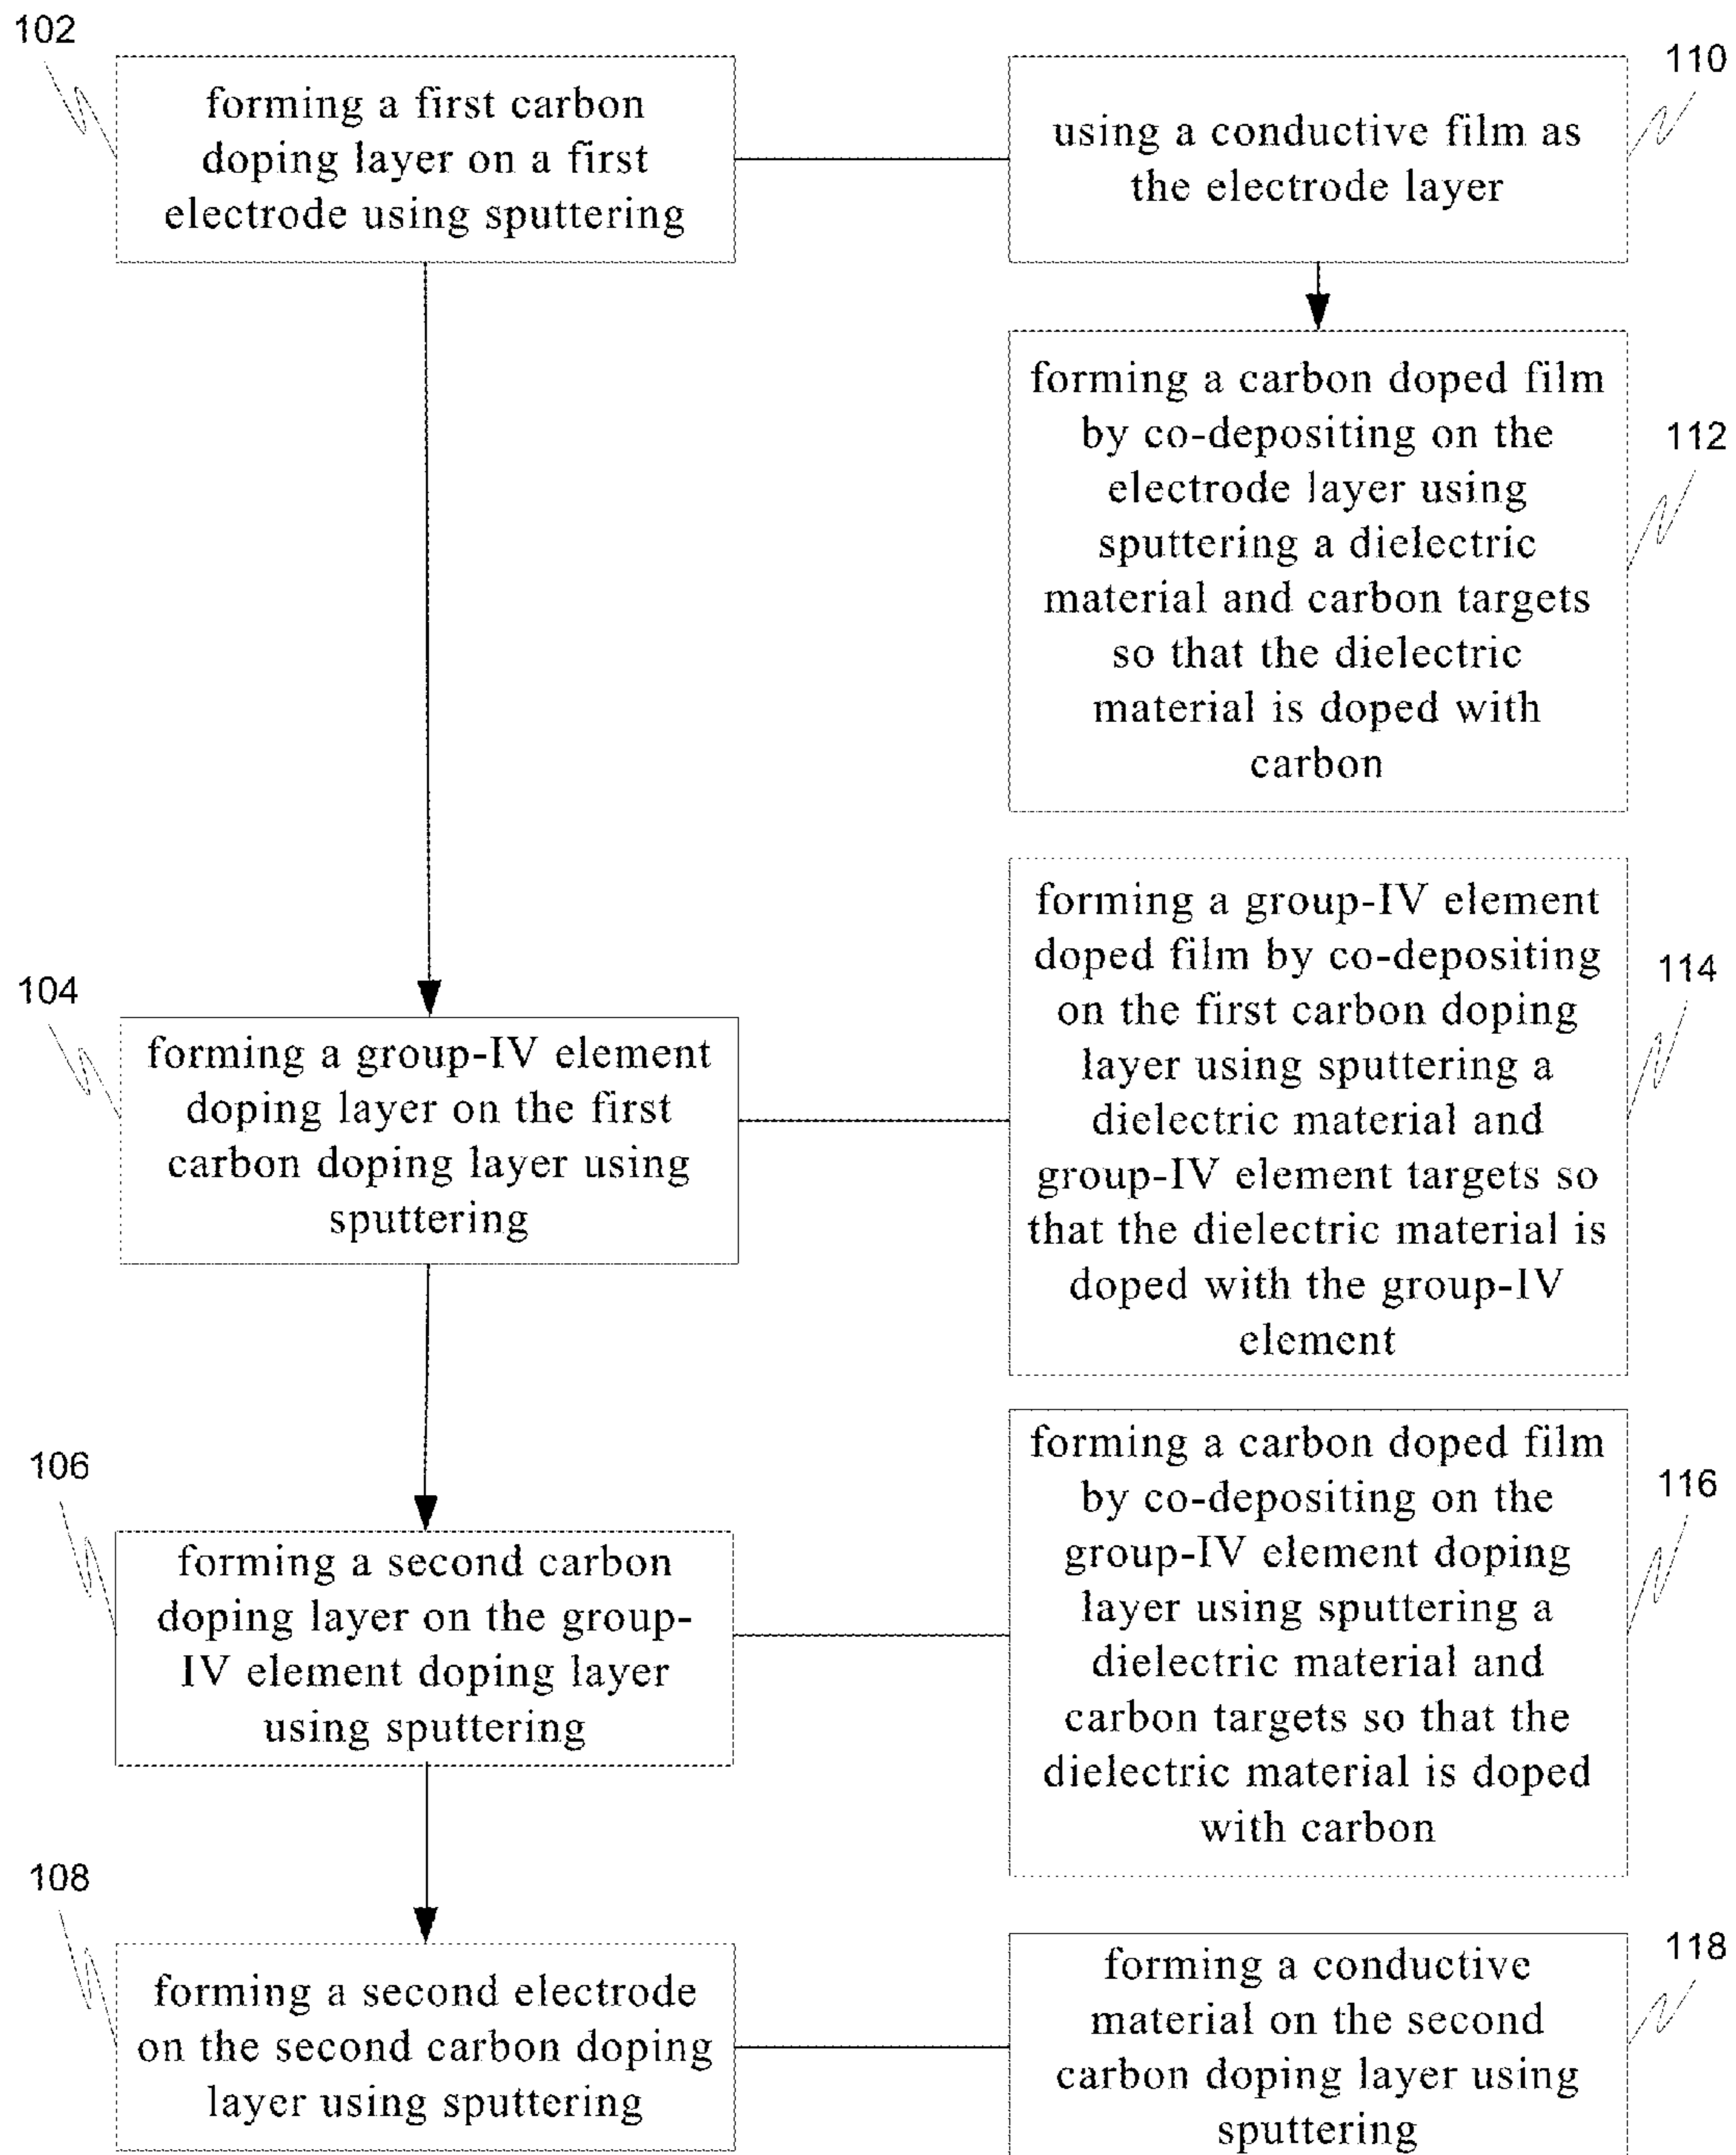 102
forming a first carbon
doping layer on a first
electrode using sputtering
110
using a conductive film as
the electrode layer
forming a carbon doped film
by co-depositing on the
electrode layer using
sputtering a dielectric
material and carbon targets
so that the dielectric
material is doped with
carbon
112
104
forming a group-IV element
doping layer on the first
carbon doping layer using
sputtering
forming a group-IV element
doped film by co-depositing
on the first carbon doping
layer using sputtering a
dielectric material and
group-IV element targets so
that the dielectric material is
doped with the group-IV
element
114
106
forming a second carbon
doping layer on the group-
IV element doping layer
using sputtering
forming a carbon doped film
by co-depositing on the
group-IV element doping
layer using sputtering a
dielectric material and
carbon targets so that the
dielectric material is doped
with carbon
116
108
forming a second electrode
on the second carbon doping
layer using sputtering
forming a conductive
material on the second
carbon doping layer using
sputtering
118